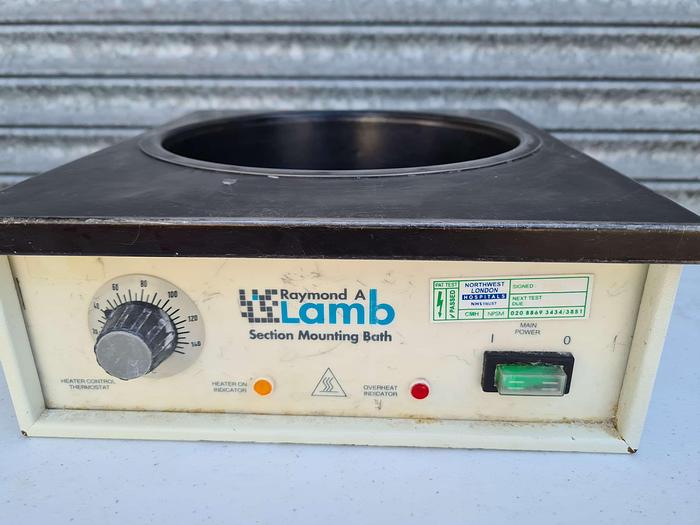 Raymond A
Lamb
Section Mounting Bath
PAT TEST
PASSED
NORTHWEST
LONDON
HOSPITALS
NHS TRUST
CMH NPSM
SIGNED
NEXT TEST
DUE
020 8869 3434/3851
MAIN
POWER
I O
40 60 80 100 120 140
HEATER CONTROL
THERMOSTAT
HEATER ON
INDICATOR
OVERHEAT
INDICATOR